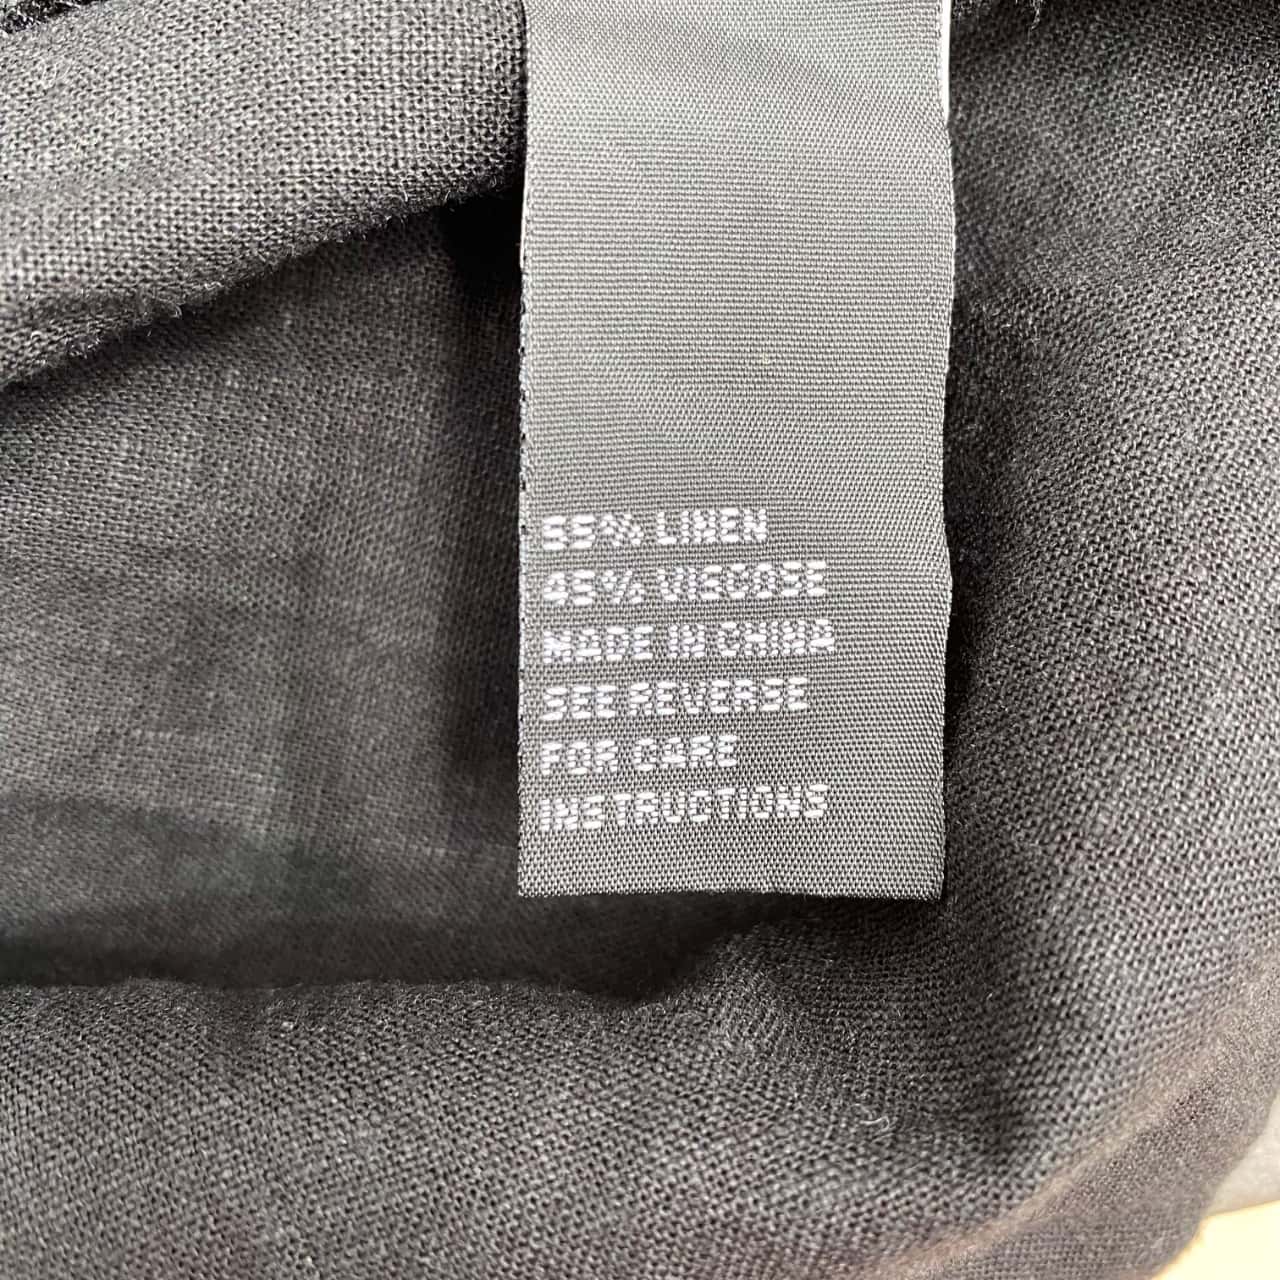 55% LINEN
45% VISCOSE
MADE IN CHINA
SEE REVERSE
FOR CARE
INSTRUCTIONS